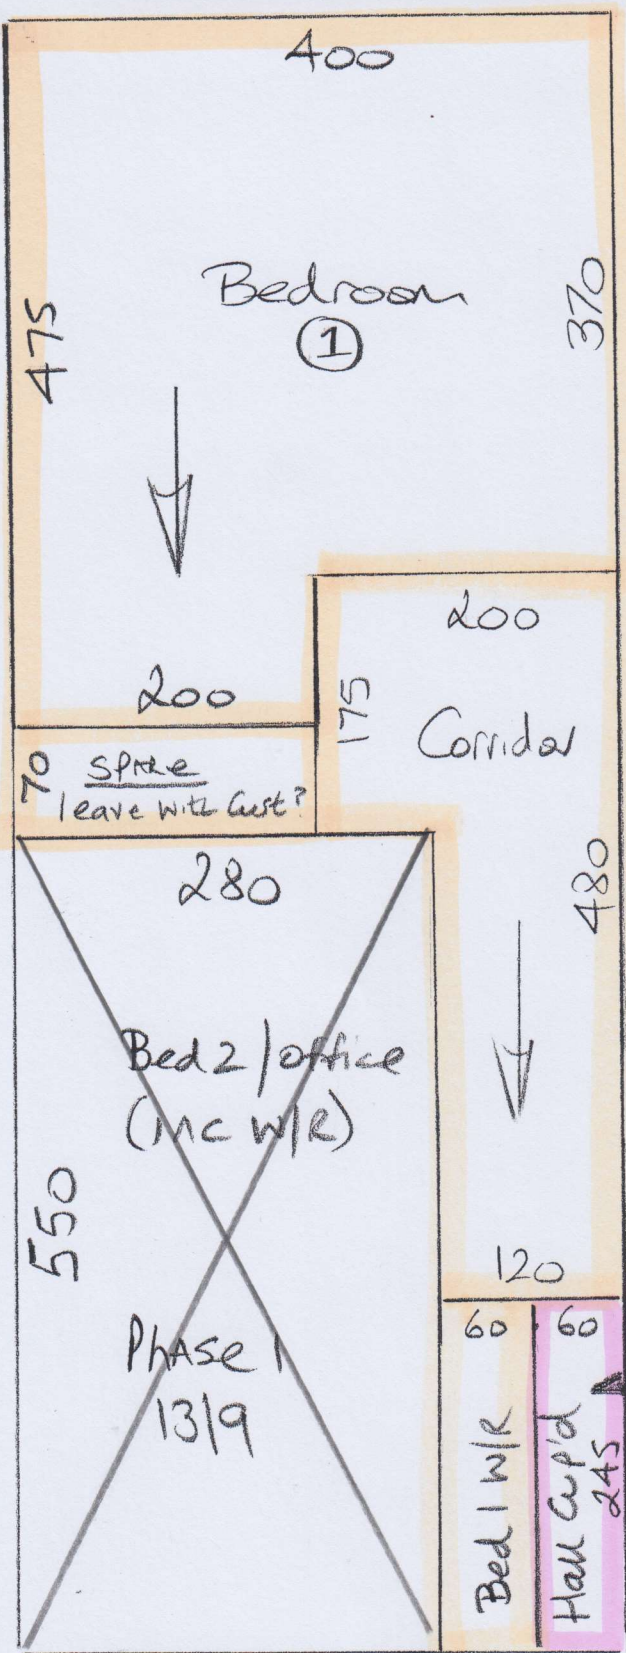 400
Bedroom
1
475
370
200
200
175
Corridor
70
spare
leave with Cust?
280
480
Bed 2 / office
(inc W/R)
550
120
60
60
Phase 1
13/9
Bed 1 W/R
Hall Cup'd
245